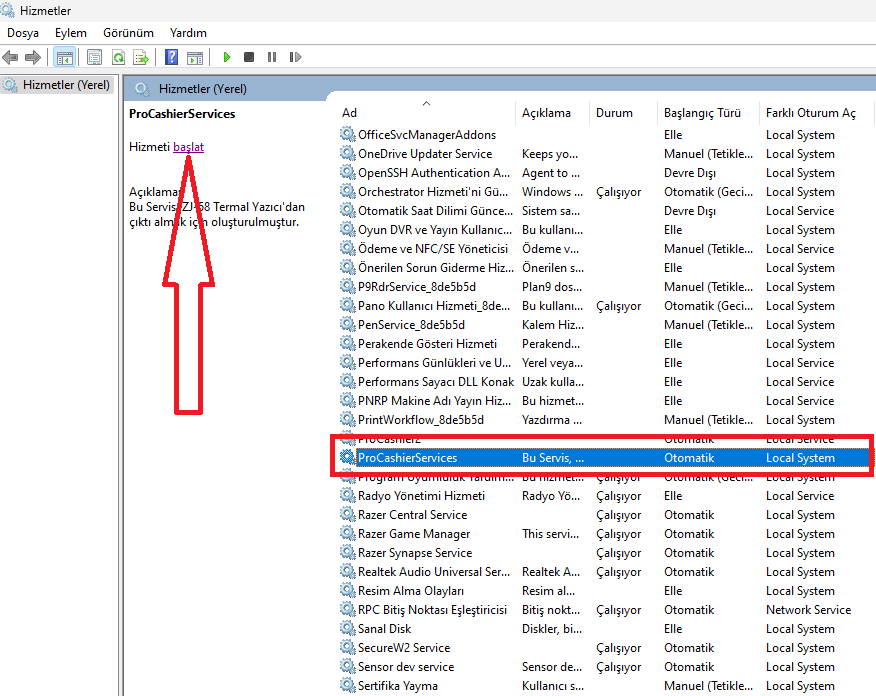 Hizmetler
Dosya Eylem Görünüm Yardım
Hizmetler (Yerel)
Hizmetler (Yerel)
ProCashierServices
Hizmeti başlat
Açıklama:
Bu Servis, ZJ-58 Termal Yazıcı'dan
çıktı almak için oluşturulmuştur.
Ad Açıklama Durum Başlangıç Türü Farklı Oturum Aç
OfficeSvcManagerAddons Elle Local System
OneDrive Updater Service Keeps yo... Manuel (Tetikle... Local System
OpenSSH Authentication A... Agent to ... Devre Dışı Local System
Orchestrator Hizmeti'ni Gü... Windows ... Çalışıyor Otomatik (Geci... Local System
Otomatik Saat Dilimi Günce... Sistem sa... Devre Dışı Local Service
Oyun DVR ve Yayın Kullanıc... Bu kullanı... Elle Local System
Ödeme ve NFC/SE Yöneticisi Ödeme v... Manuel (Tetikle... Local Service
Önerilen Sorun Giderme Hiz... Önerilen s... Elle Local System
P9RdrService_8de5b5d Plan9 dos... Manuel (Tetikle... Local System
Pano Kullanıcı Hizmeti_8de... Bu kullanı... Çalışıyor Otomatik (Geci... Local System
PenService_8de5b5d Kalem Hiz... Manuel (Tetikle... Local System
Perakende Gösteri Hizmeti Perakend... Elle Local System
Performans Günlükleri ve U... Yerel veya... Elle Local Service
Performans Sayacı DLL Konak Uzak kulla... Elle Local Service
PNRP Makine Adı Yayın Hiz... Bu hizmet... Elle Local Service
PrintWorkflow_8de5b5d Yazdırma ... Manuel (Tetikle... Local System
ProCashier2 Otomatik Local Service
ProCashierServices Bu Servis, ... Otomatik Local System
Program Uyumluluk Yardım... Bu hizmet... Çalışıyor Otomatik (Geci... Local System
Radyo Yönetimi Hizmeti Radyo Yö... Çalışıyor Elle Local Service
Razer Central Service Çalışıyor Otomatik Local System
Razer Game Manager This servi... Çalışıyor Otomatik Local System
Razer Synapse Service Çalışıyor Otomatik Local System
Realtek Audio Universal Ser... Realtek A... Çalışıyor Otomatik Local System
Resim Alma Olayları Resim al... Elle Local System
RPC Bitiş Noktası Eşleştiricisi Bitiş nokt... Çalışıyor Otomatik Network Service
Sanal Disk Diskler, bi... Elle Local System
SecureW2 Service Çalışıyor Otomatik Local System
Sensor dev service Sensor de... Çalışıyor Otomatik Local System
Sertifika Yayma Kullanıcı s... Manuel (Tetikle... Local System